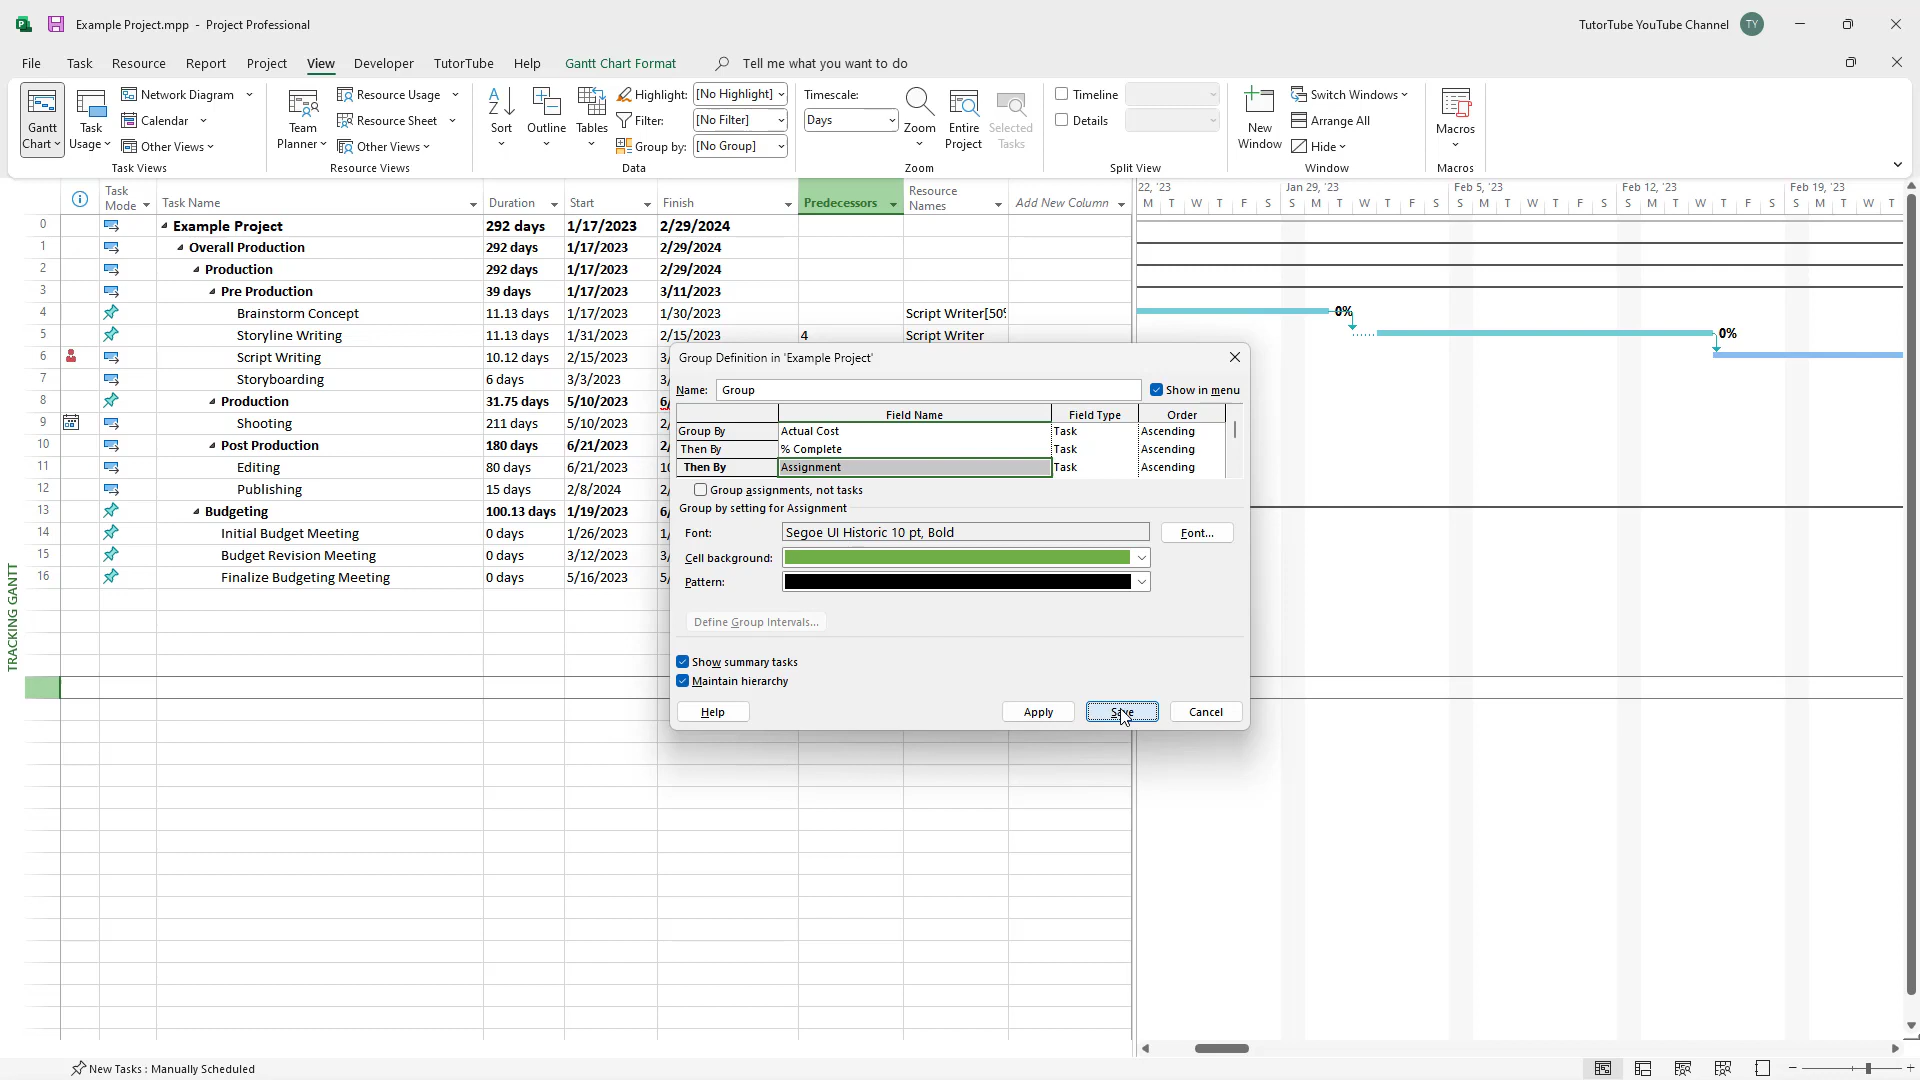 Example Project.mpp - Project Professional
TutorTube YouTube Channel TY
File Task Resource Report Project View Developer TutorTube Help Gantt Chart Format Tell me what you want to do
Gantt Chart
Task Usage
Network Diagram
Calendar
Other Views
Task Views
Team Planner
Resource Usage
Resource Sheet
Other Views
Resource Views
Sort
Outline
Tables
Highlight: [No Highlight]
Filter: [No Filter]
Group by: [No Group]
Data
Timescale:
Days
Zoom
Entire Project
Selected Tasks
Zoom
Timeline
Details
Split View
New Window
Switch Windows
Arrange All
Hide
Window
Macros
Macros
Task Mode Task Name Duration Start Finish Predecessors Resource Names Add New Column
22, '23 Jan 29, '23 Feb 5, '23 Feb 12, '23 Feb 19, '23
M T W T F S S M T W T F S S M T W T F S S M T W T F S S M T W T
0 Example Project 292 days 1/17/2023 2/29/2024
1 Overall Production 292 days 1/17/2023 2/29/2024
2 Production 292 days 1/17/2023 2/29/2024
3 Pre Production 39 days 1/17/2023 3/11/2023
4 Brainstorm Concept 11.13 days 1/17/2023 1/30/2023 Script Writer[50% 0%
5 Storyline Writing 11.13 days 1/31/2023 2/15/2023 4 Script Writer 0%
6 Script Writing 10.12 days 2/15/2023 3/
7 Storyboarding 6 days 3/3/2023 3/
8 Production 31.75 days 5/10/2023 6/
9 Shooting 211 days 5/10/2023 2/
10 Post Production 180 days 6/21/2023 2/
11 Editing 80 days 6/21/2023 10
12 Publishing 15 days 2/8/2024 2/
13 Budgeting 100.13 days 1/19/2023 6/
14 Initial Budget Meeting 0 days 1/26/2023 1/
15 Budget Revision Meeting 0 days 3/12/2023 3/
16 Finalize Budgeting Meeting 0 days 5/16/2023 5/
TRACKING GANTT
Group Definition in 'Example Project'
Name: Group Show in menu
Field Name Field Type Order
Group By Actual Cost Task Ascending
Then By % Complete Task Ascending
Then By Assignment Task Ascending
Group assignments, not tasks
Group by setting for Assignment
Font: Segoe UI Historic 10 pt, Bold Font...
Cell background:
Pattern:
Define Group Intervals...
Show summary tasks
Maintain hierarchy
Help Apply Save Cancel
New Tasks : Manually Scheduled